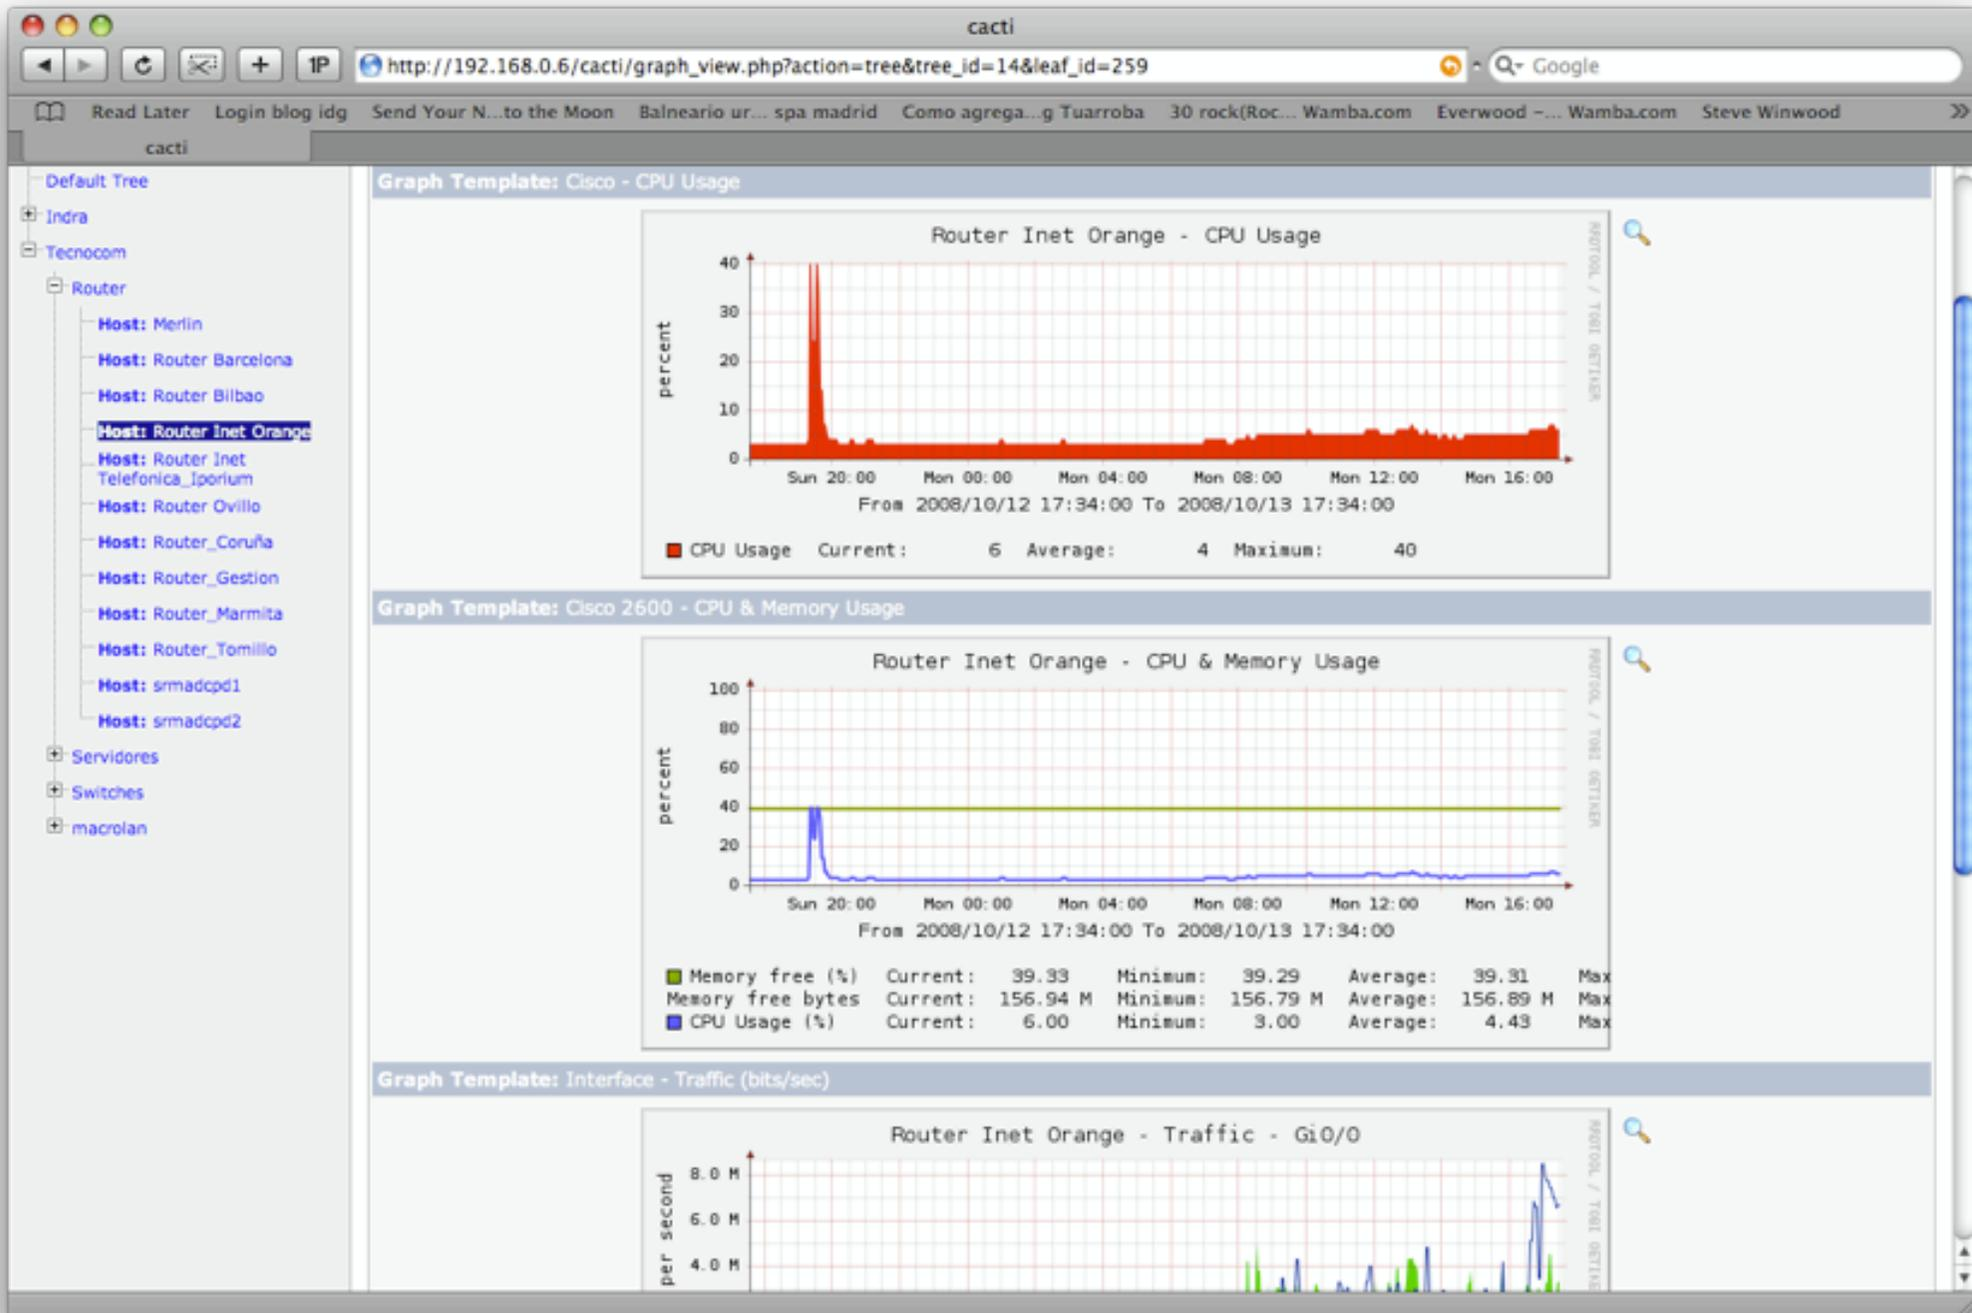 cacti
1P
http://192.168.0.6/cacti/graph_view.php?action=tree&tree_id=14&leaf_id=259
Google
Read Later
Login blog idg
Send Your N...to the Moon
Balneario ur... spa madrid
Como agrega...g Tuarroba
30 rock(Roc... Wamba.com
Everwood -... Wamba.com
Steve Winwood
cacti
Default Tree
Indra
Tecnocom
Router
Host: Merlin
Host: Router Barcelona
Host: Router Bilbao
Host: Router Inet Orange
Host: Router Inet
Telefonica_Iporium
Host: Router Ovillo
Host: Router_Coruña
Host: Router_Gestion
Host: Router_Marmita
Host: Router_Tomillo
Host: srmadcpd1
Host: srmadcpd2
Servidores
Switches
macrolan
Graph Template: Cisco - CPU Usage
Router Inet Orange - CPU Usage
RRDTOOL / TOBI OETIKER
percent
40
30
20
10
0
Sun 20:00 Mon 00:00 Mon 04:00 Mon 08:00 Mon 12:00 Mon 16:00
From 2008/10/12 17:34:00 To 2008/10/13 17:34:00
CPU Usage Current: 6 Average: 4 Maximum: 40
Graph Template: Cisco 2600 - CPU & Memory Usage
Router Inet Orange - CPU & Memory Usage
RRDTOOL / TOBI OETIKER
percent
100
80
60
40
20
0
Sun 20:00 Mon 00:00 Mon 04:00 Mon 08:00 Mon 12:00 Mon 16:00
From 2008/10/12 17:34:00 To 2008/10/13 17:34:00
Memory free (%) Current: 39.33 Minimum: 39.29 Average: 39.31 Max
Memory free bytes Current: 156.94 M Minimum: 156.79 M Average: 156.89 M Max
CPU Usage (%) Current: 6.00 Minimum: 3.00 Average: 4.43 Max
Graph Template: Interface - Traffic (bits/sec)
Router Inet Orange - Traffic - Gi0/0
RRDTOOL / TOBI OETIKE
per second
8.0 M
6.0 M
4.0 M